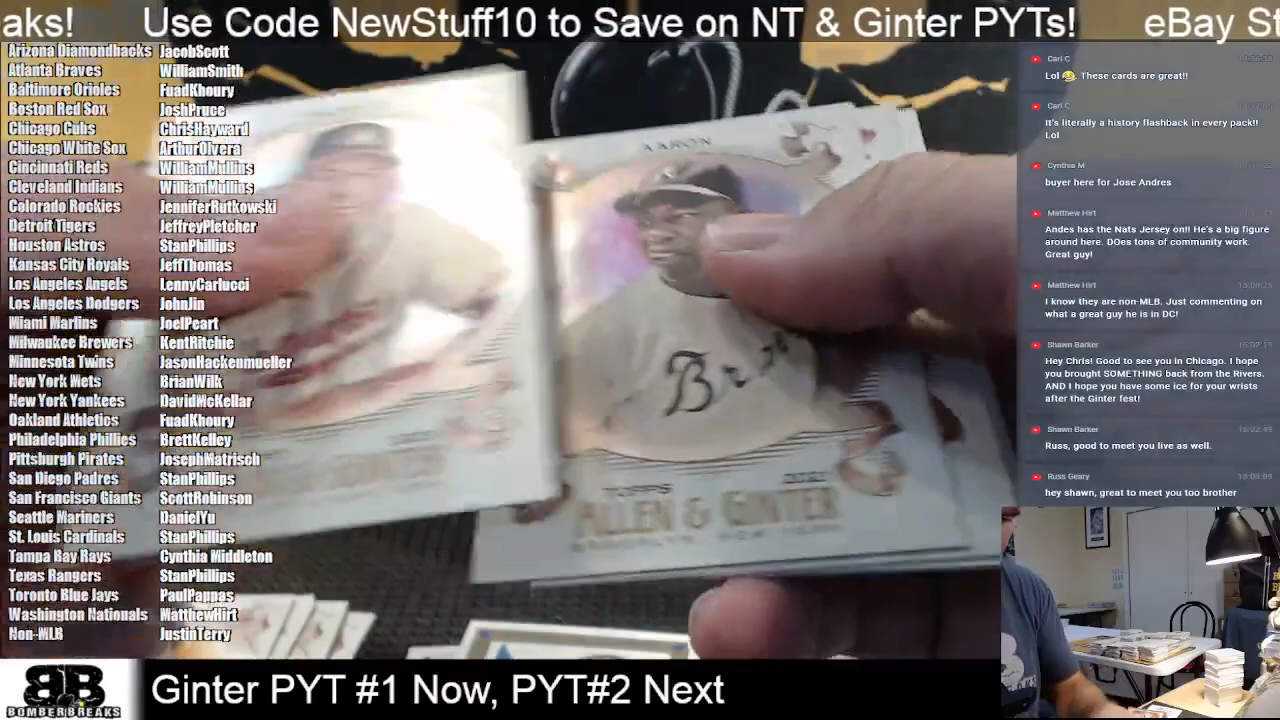 aks! Use Code NewStuff10 to Save on NT & Ginter PYTs! eBay St
Arizona Diamondbacks JacobScott
Atlanta Braves WilliamSmith
Baltimore Orioles FuadKhoury
Boston Red Sox JoshPruce
Chicago Cubs ChrisHayward
Chicago White Sox ArthurOlvera
Cincinnati Reds WilliamMullins
Cleveland Indians WilliamMullins
Colorado Rockies JenniferRutkowski
Detroit Tigers JeffreyPletcher
Houston Astros StanPhillips
Kansas City Royals JeffThomas
Los Angeles Angels LennyCarlucci
Los Angeles Dodgers JohnJin
Miami Marlins JoelPeart
Milwaukee Brewers KentRitchie
Minnesota Twins JasonHackenmueller
New York Mets BrianWilk
New York Yankees DavidMcKellar
Oakland Athletics FuadKhoury
Philadelphia Phillies BrettKelley
Pittsburgh Pirates JosephMatrisch
San Diego Padres StanPhillips
San Francisco Giants ScottRobinson
Seattle Mariners DanielYu
St. Louis Cardinals StanPhillips
Tampa Bay Rays Cynthia Middleton
Texas Rangers StanPhillips
Toronto Blue Jays PaulPappas
Washington Nationals MatthewHirt
Non-MLB JustinTerry
AARON
Brav
TOPPS 2021
ALLEN & GINTER
GINTER
Carl C
Lol 😂. These cards are great!!
Carl C
It's literally a history flashback in every pack!!
Lol
Cynthia M
buyer here for Jose Andres
Matthew Hirt
Andes has the Nats Jersey on!! He's a big figure
around here. DOes tons of community work.
Great guy!
Matthew Hirt
I know they are non-MLB. Just commenting on
what a great guy he is in DC!
Shawn Barker
Hey Chris! Good to see you in Chicago. I hope
you brought SOMETHING back from the Rivers.
AND I hope you have some ice for your wrists
after the Ginter fest!
Shawn Barker
Russ, good to meet you live as well.
Russ Geary
hey shawn, great to meet you too brother
BB
BOMBERBREAKS
Ginter PYT #1 Now, PYT#2 Next